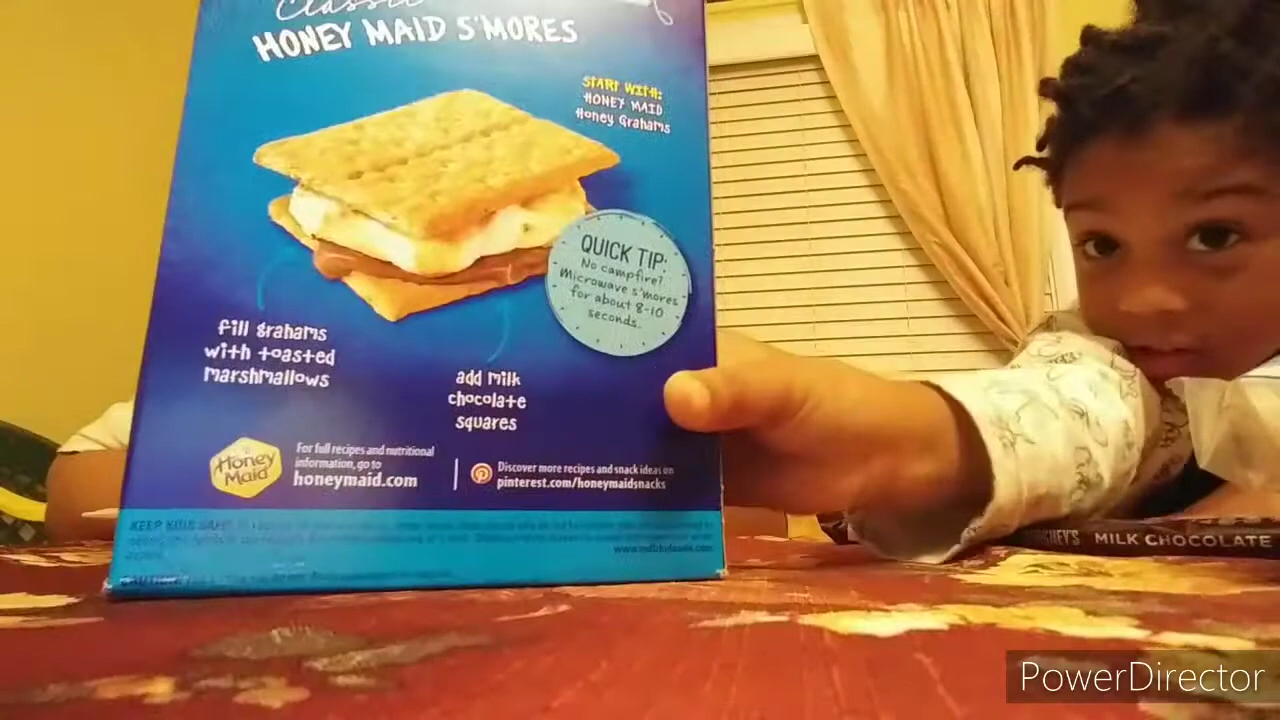 Classic
HONEY MAID S'MORES
START WITH:
HONEY MAID
Honey Grahams
QUICK TIP:
No campfire?
Microwave s'mores
for about 8-10
seconds.
fill grahams
with toasted
marshmallows
add milk
chocolate
squares
Honey
Maid
For full recipes and nutritional
information, go to
honeymaid.com
Discover more recipes and snack ideas on
pinterest.com/honeymaidsnacks
KEEP KIDS SAFE
CAUTION:
HERSHEY'S MILK CHOCOLATE
PowerDirector